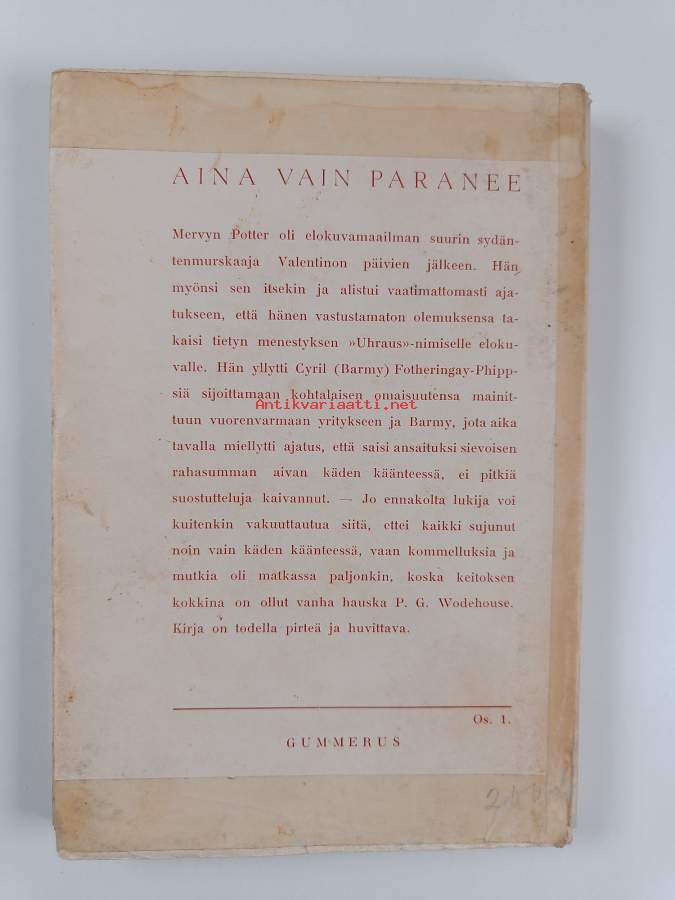 AINA VAIN PARANEE
Mervyn Potter oli elokuvamaailman suurin sydän-
tenmurskaaja Valentinon päivien jälkeen. Hän
myönsi sen itsekin ja alistui vaatimattomasti aja-
tukseen, että hänen vastustamaton olemuksensa ta-
kaisi tietyn menestyksen »Uhraus»-nimiselle eloku-
valle. Hän yllytti Cyril (Barmy) Fotheringay-Phipp-
siä sijoittamaan kohtalaisen omaisuutensa mainit-
Antikvariaatti.net
tuun vuorenvarmaan yritykseen ja Barmy, jota aika
tavalla miellytti ajatus, että saisi ansaituksi sievoisen
rahasumman aivan käden käänteessä, ei pitkiä
suostutteluja kaivannut. — Jo ennakolta lukija voi
kuitenkin vakuuttautua siitä, ettei kaikki sujunut
noin vain käden käänteessä, vaan kommelluksia ja
mutkia oli matkassa paljonkin, koska keitoksen
kokkina on ollut vanha hauska P. G. Wodehouse.
Kirja on todella pirteä ja huvittava.
Os. 1.
GUMMERUS